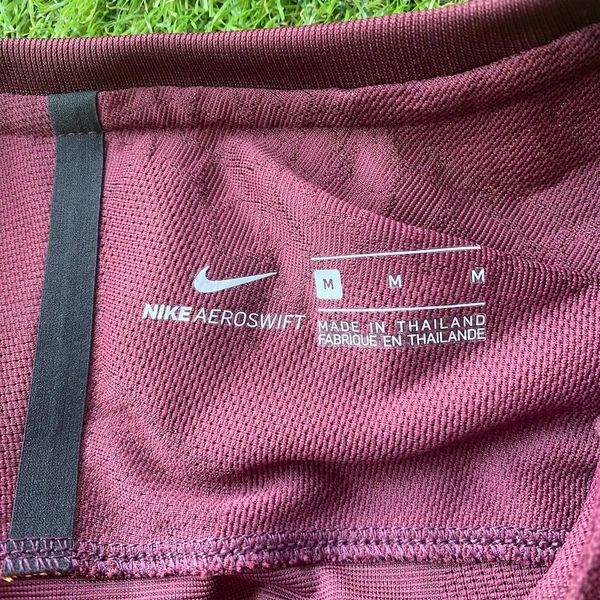 NIKE AEROSWIFT
M M M
MADE IN THAILAND
FABRIQUE EN THAILANDE